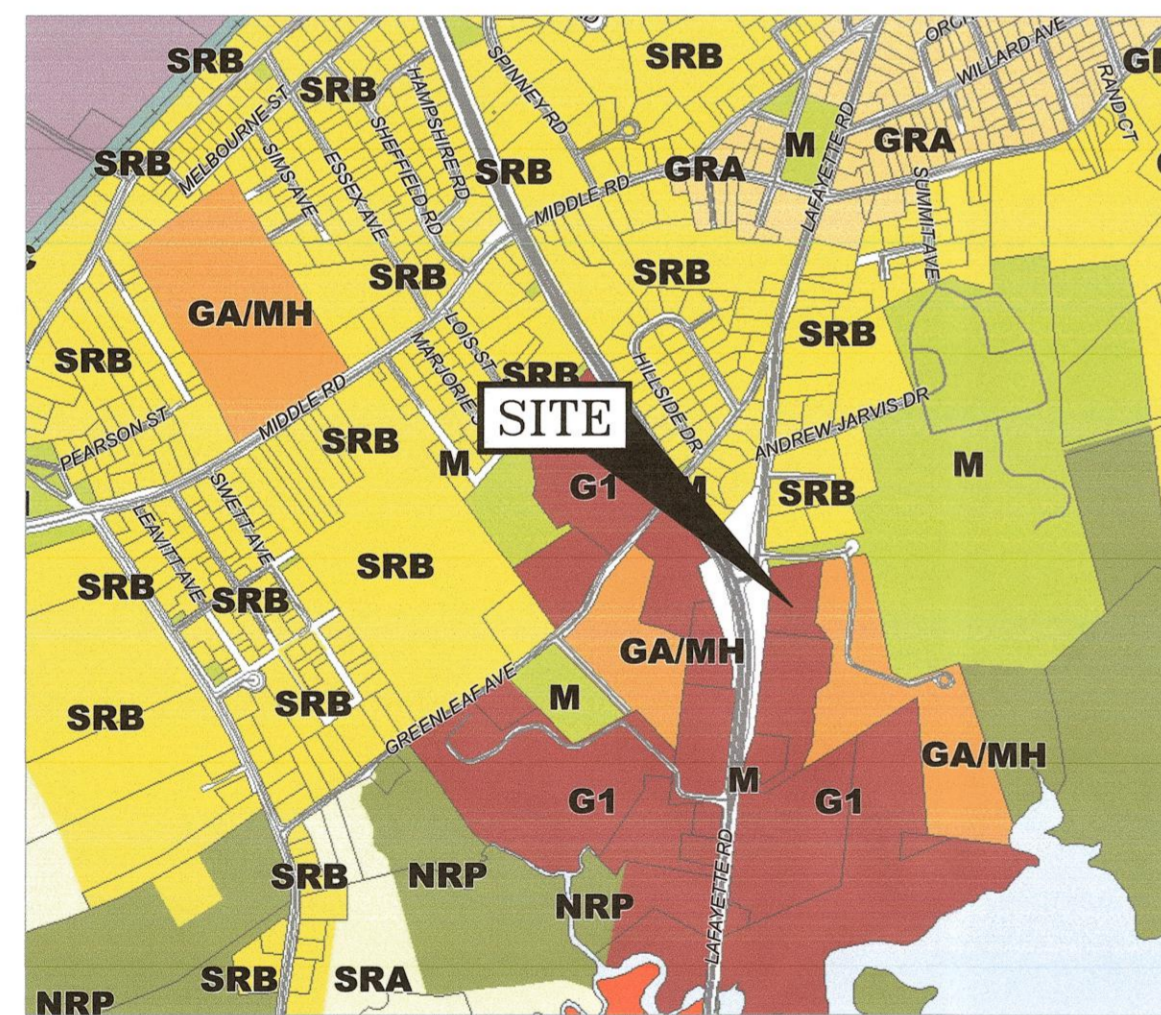 SRB
SRB
SPINNEY RD
SRB
ORC
WILLARD AVE
GR
HAMPSHIRE RD
RAND CT
SRB
MELBOURNE ST
SHEFFIELD RD
SRB
MIDDLE RD
GRA
M
LAFAYETTE RD
GRA
SIMS AVE
ESSEX AVE
SUMMIT AVE
SRB
SRB
GA/MH
SRB
LOIS ST
SRB
SRB
MARJORIE S
HILLSIDE DR
MIDDLE RD
SITE
ANDREW JARVIS DR
PEARSON ST
SRB
M
G1
M
SRB
M
SWETT AVE
LEAVITT AVE
SRB
SRB
SRB
GA/MH
GREENLEAF AVE
M
SRB
SRB
GA/MH
M
G1
G1
LAFAYETTE RD
SRB
NRP
NRP
SRB
SRA
NRP